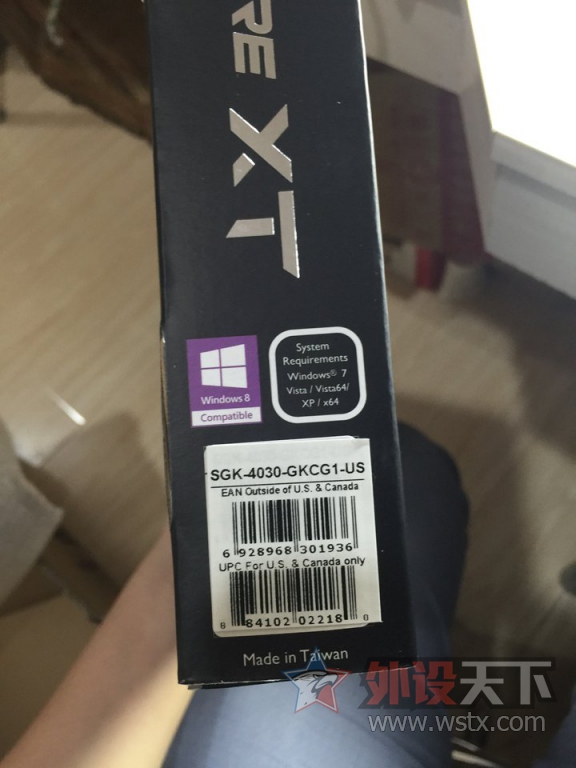 RE XT
Windows 8
Compatible
System
Requirements
Windows® 7
Vista / Vista64/
XP / x64
SGK-4030-GKCG1-US
EAN Outside of U.S. & Canada
6 928968 301936
UPC For U.S. & Canada only
8 84102 02218 0
Made in Taiwan
外设天下
www.wstx.com